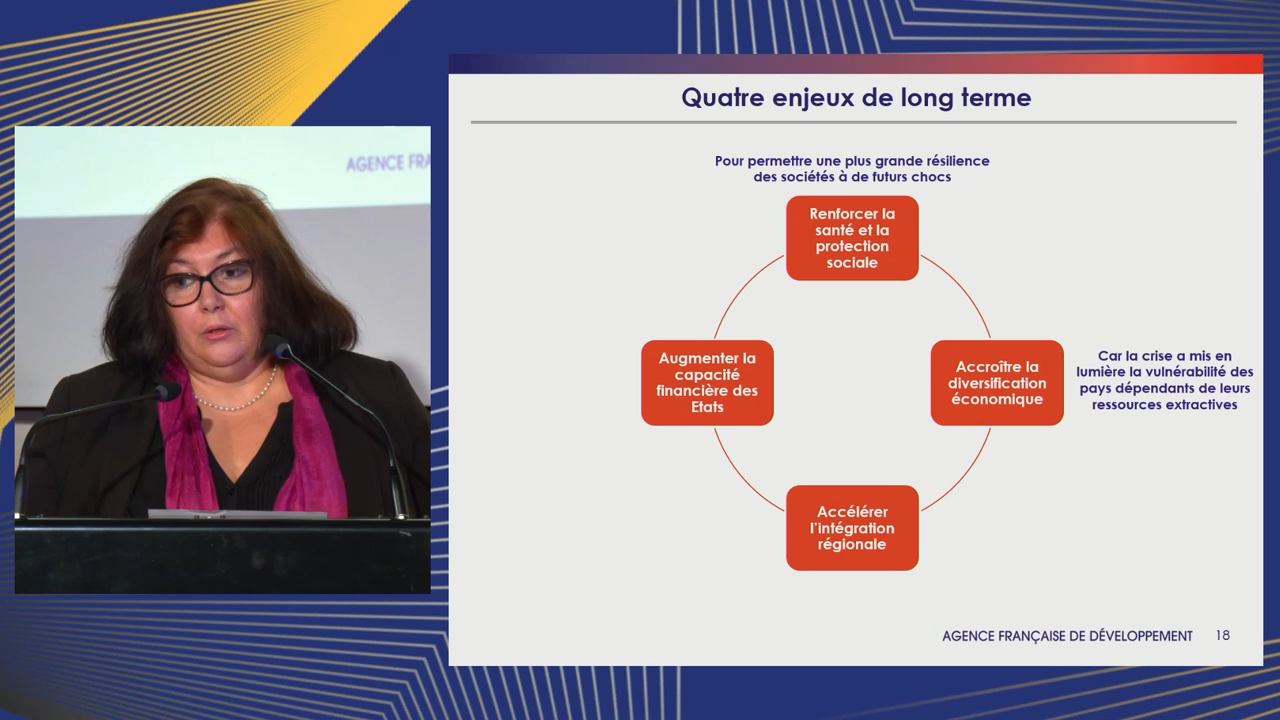 AGENCE FRA
Quatre enjeux de long terme
Pour permettre une plus grande résilience
des sociétés à de futurs chocs
Renforcer la
santé et la
protection
sociale
Augmenter la
capacité
financière des
Etats
Accroître la
diversification
économique
Car la crise a mis en
lumière la vulnérabilité des
pays dépendants de leurs
ressources extractives
Accélérer
l'intégration
régionale
AGENCE FRANÇAISE DE DÉVELOPPEMENT 18